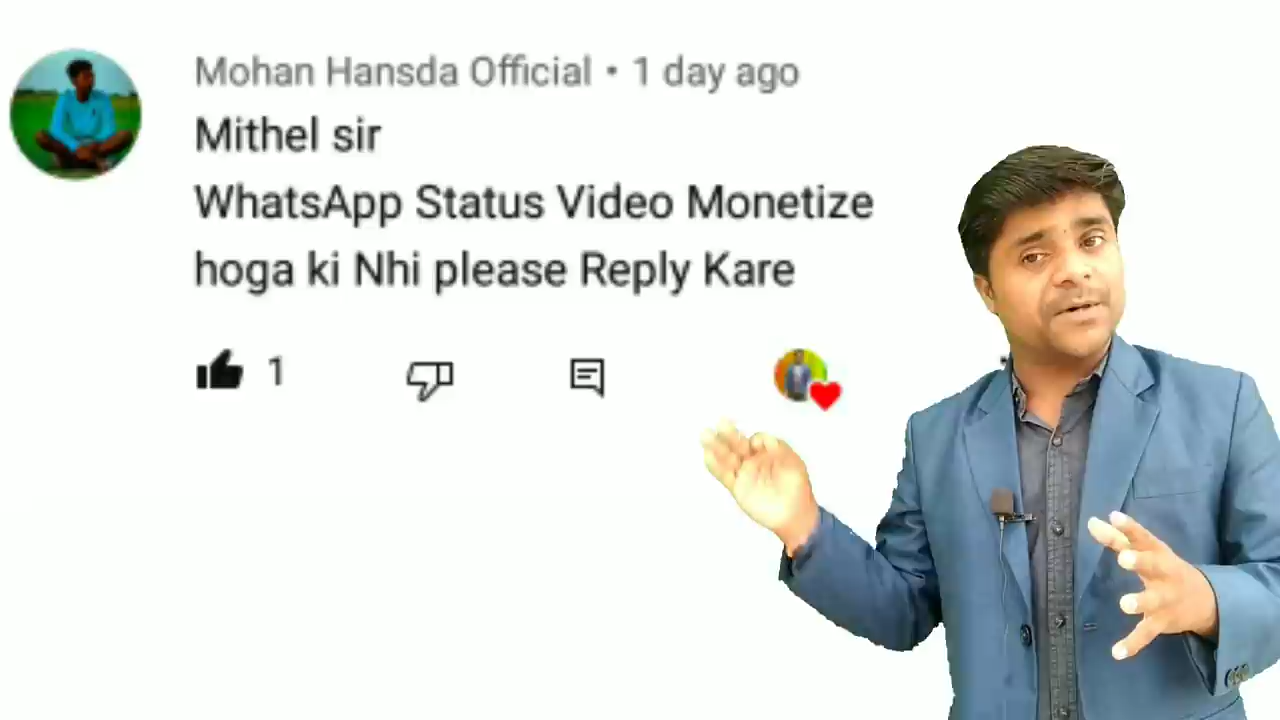 Mohan Hansda Official • 1 day ago
Mithel sir
WhatsApp Status Video Monetize
hoga ki Nhi please Reply Kare
1